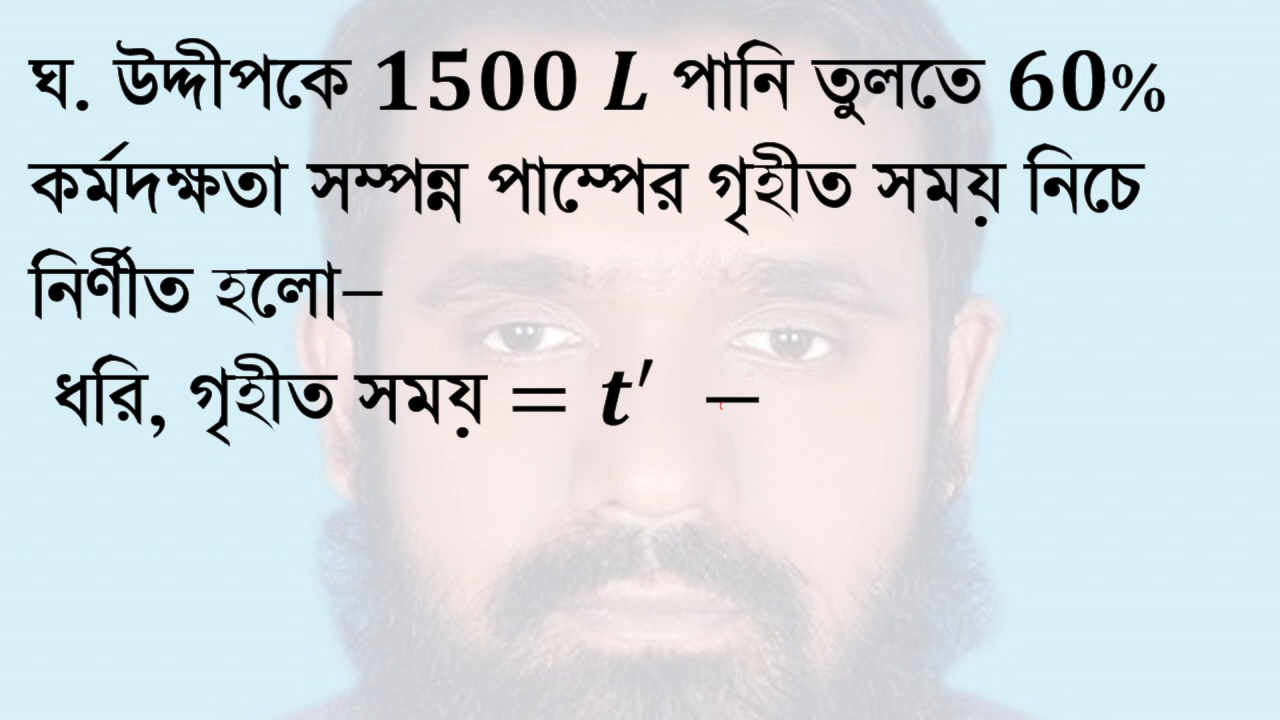 ঘ. উদ্দীপকে 1500 L পানি তুলতে 60%
কর্মদক্ষতা সম্পন্ন পাম্পের গৃহীত সময় নিচে
নির্ণীত হলো–
ধরি, গৃহীত সময় = t′ –